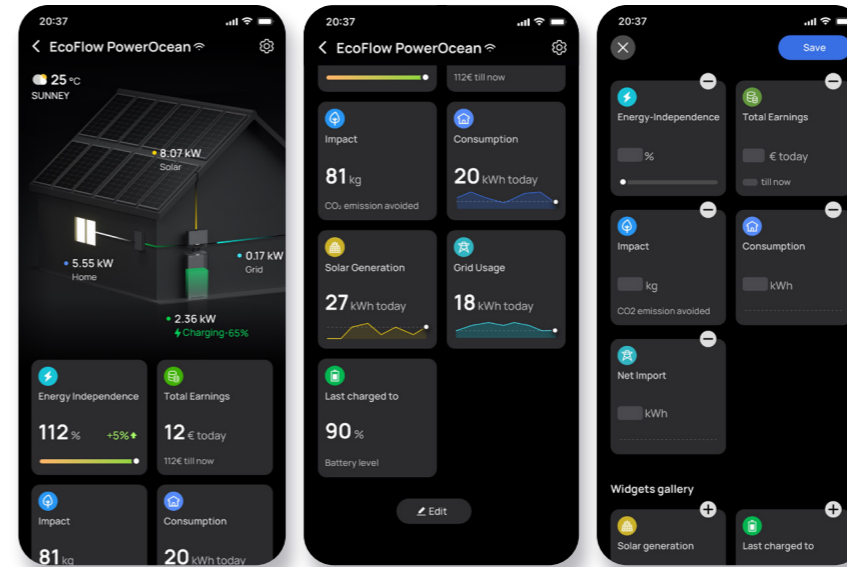 20:37
EcoFlow PowerOcean
25 °C
SUNNEY
8.07 kW
Solar
0.17 kW
Grid
5.55 kW
Home
2.36 kW
Charging-65%
Energy Independence
112 %
+5%
Total Earnings
12 € today
112€ till now
Impact
81 kg
Consumption
20 kWh today
20:37
EcoFlow PowerOcean
112€ till now
Impact
81 kg
CO₂ emission avoided
Consumption
20 kWh today
Solar Generation
27 kWh today
Grid Usage
18 kWh today
Last charged to
90 %
Battery level
Edit
20:37
Save
Energy-Independence
%
Total Earnings
€ today
till now
Impact
kg
CO2 emission avoided
Consumption
kWh
Net Import
kWh
Widgets gallery
Solar generation
Last charged to